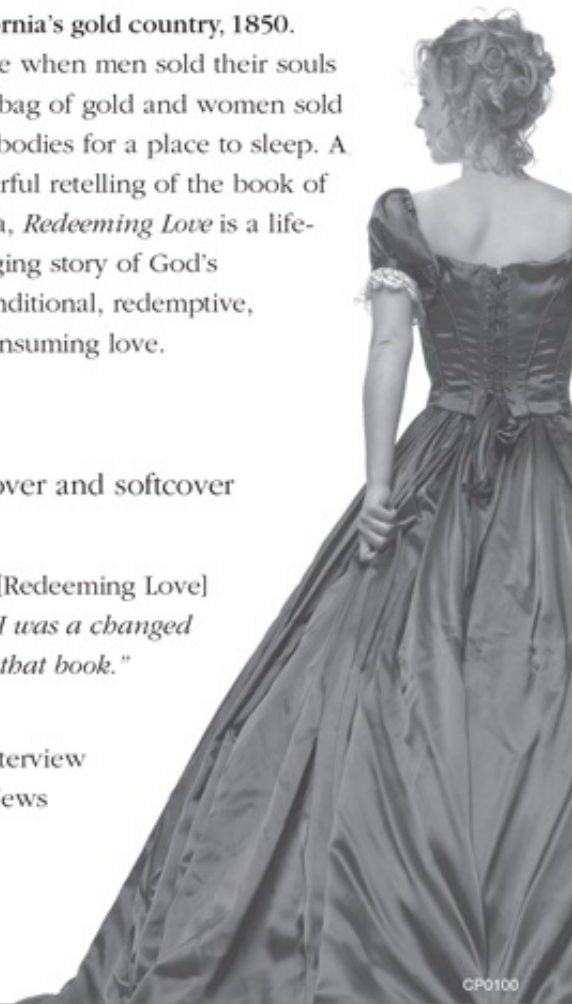 rnia's gold country, 1850.
e when men sold their souls
bag of gold and women sold
bodies for a place to sleep. A
rful retelling of the book of
a, Redeeming Love is a life-
ging story of God's
nditional, redemptive,
nsuming love.
over and softcover
[Redeeming Love]
I was a changed
that book."
terview
ews
CP0100